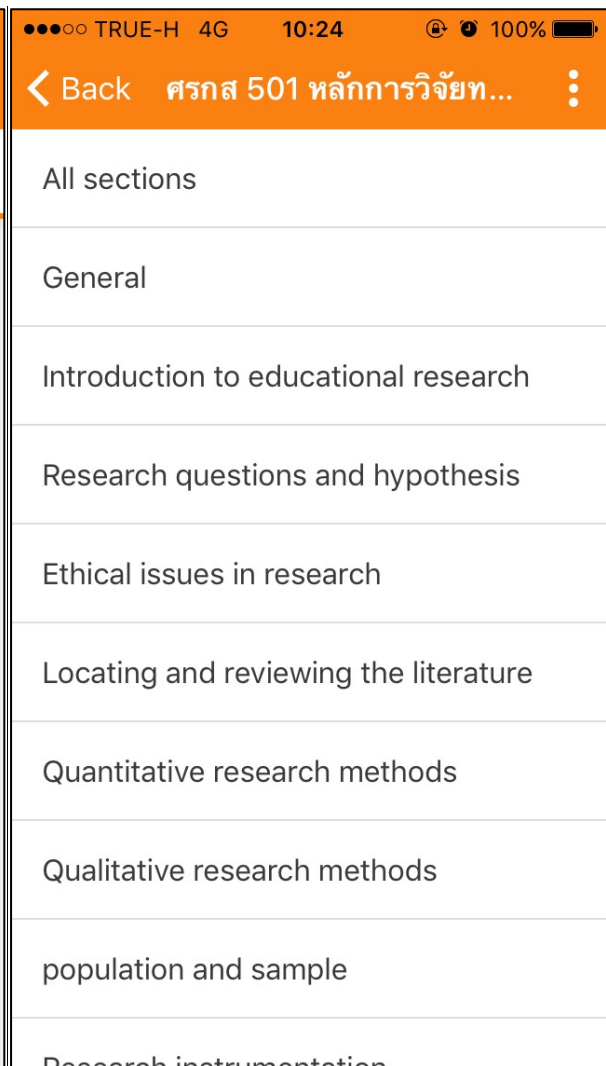 TRUE-H 4G 10:24 100%
Back ศรกส 501 หลักการวิจัยท...
All sections
General
Introduction to educational research
Research questions and hypothesis
Ethical issues in research
Locating and reviewing the literature
Quantitative research methods
Qualitative research methods
population and sample
Research instrumentation